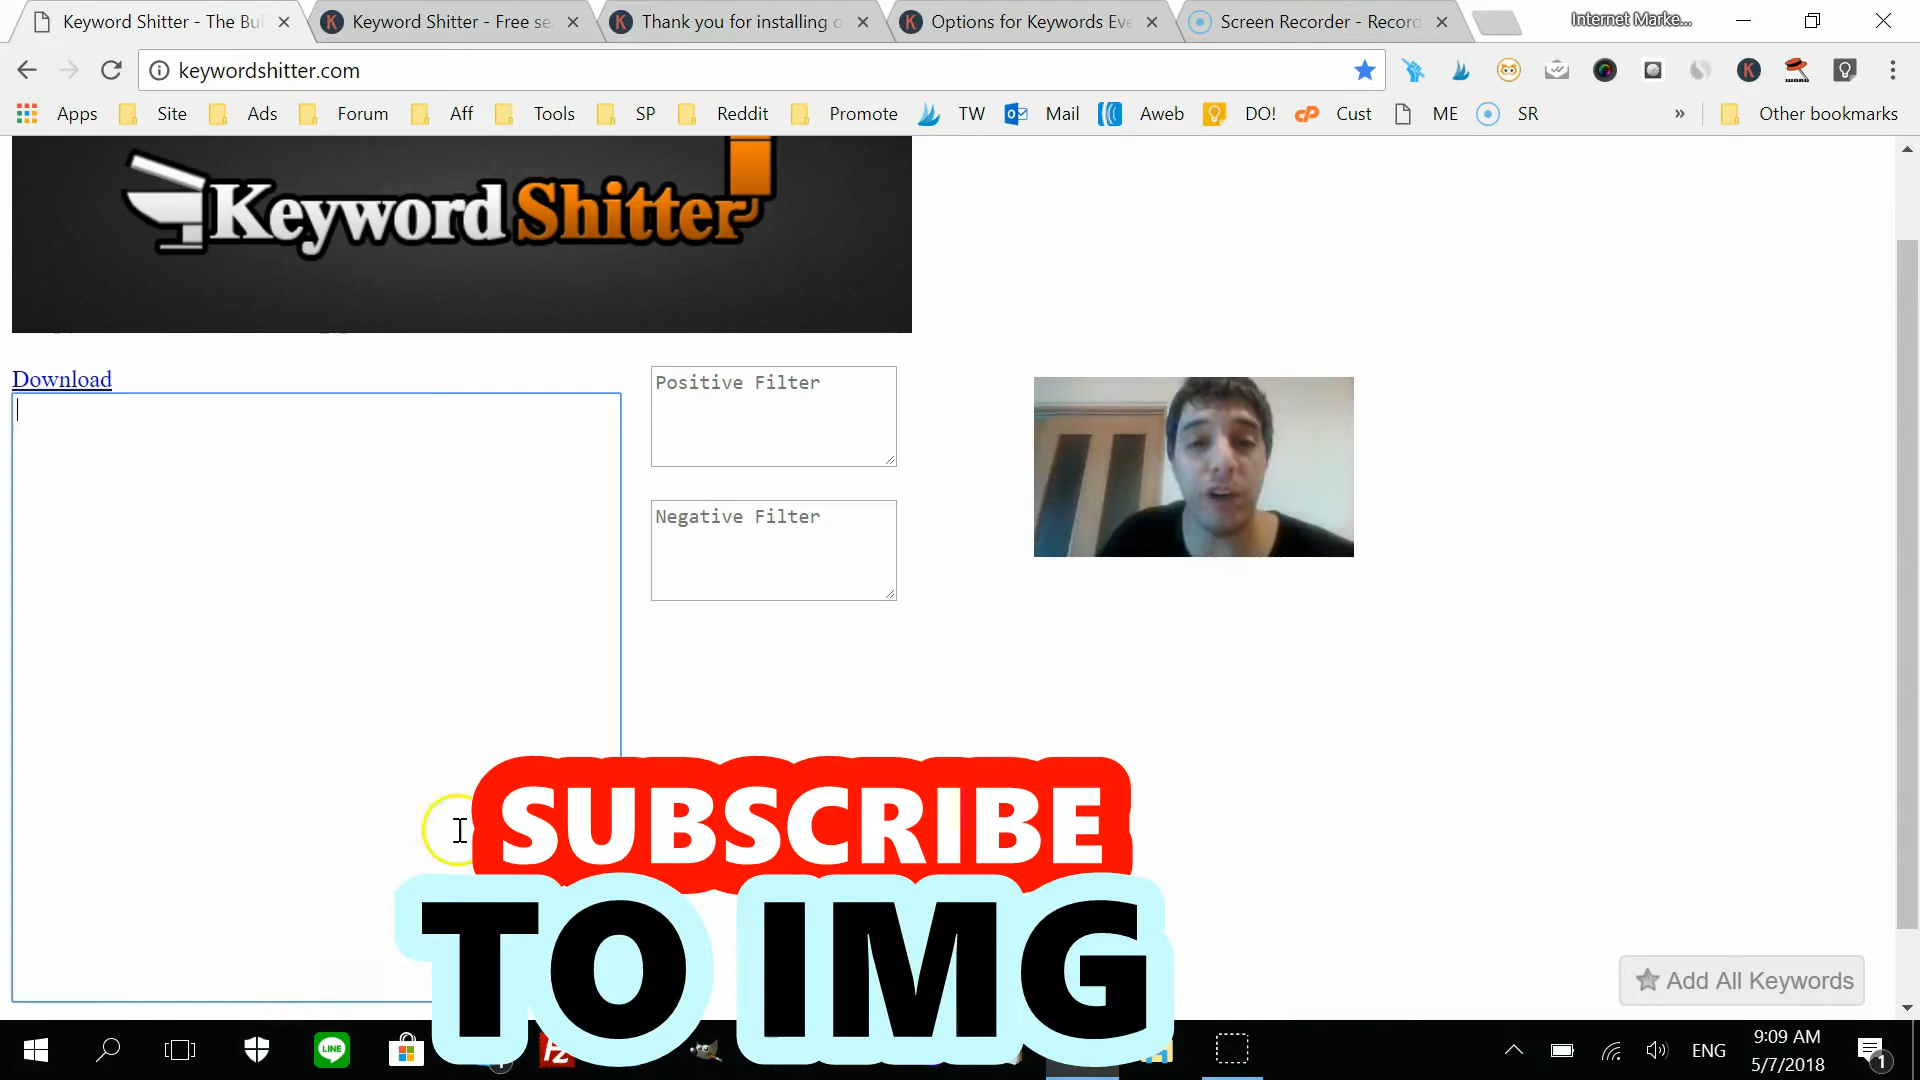 Keyword Shitter - The Bul
Keyword Shitter - Free se
Thank you for installing o
Options for Keywords Eve
Screen Recorder - Record
Internet Marke...
keywordshitter.com
Apps
Site
Ads
Forum
Aff
Tools
SP
Reddit
Promote
TW
Mail
Aweb
DO!
Cust
ME
SR
»
Other bookmarks
Keyword Shitter
Download
Positive Filter
Negative Filter
SUBSCRIBE
TO IMG
Add All Keywords
LINE
ENG
9:09 AM
5/7/2018
1